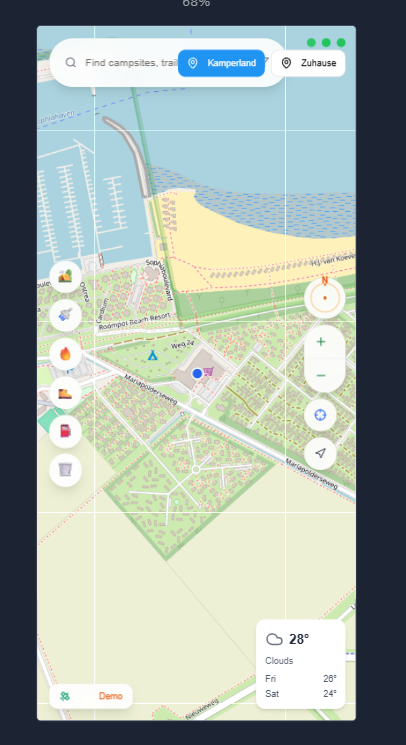 68%
Find campsites, trail
Kamperland
Zuhause
N
Roompot Beach Resort
Weg 24
Mariapolderseweg
Mariapolderseweg
+
−
28°
Clouds
Fri 26°
Sat 24°
Demo
Nieuweweg